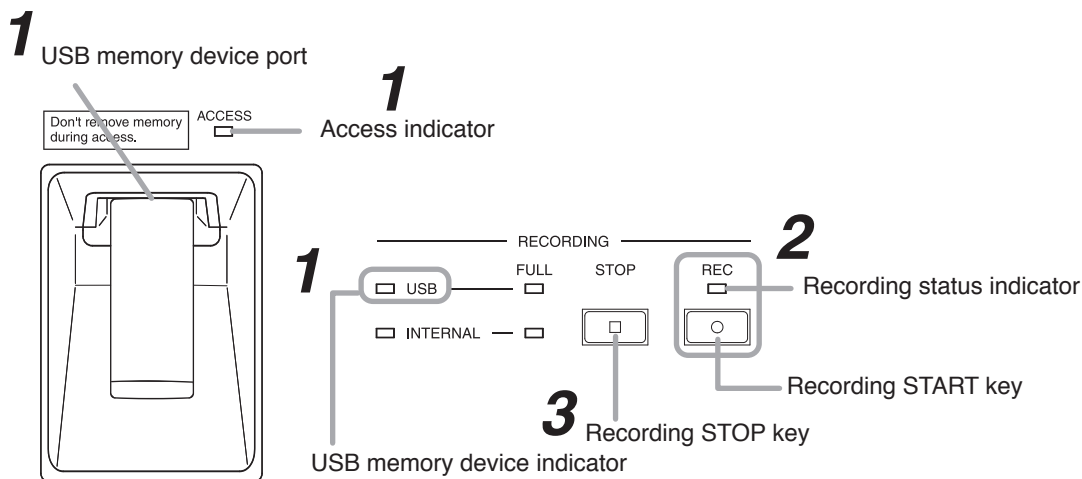 1
USB memory device port
1
Don't remove memory
during access.
ACCESS
Access indicator
RECORDING
2
1
FULL
STOP
REC
USB
Recording status indicator
INTERNAL
Recording START key
3
Recording STOP key
USB memory device indicator